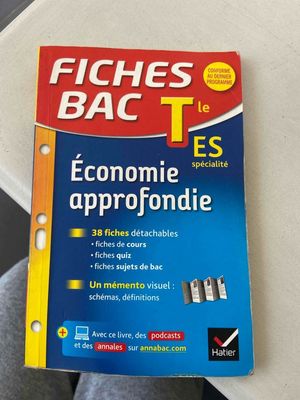 FICHES
BAC
CONFORME
AU DERNIER
PROGRAMME
Tle
ES
spécialité
Économie
approfondie
38 fiches détachables
• fiches de cours
• fiches quiz
• fiches sujets de bac
Un mémento visuel :
schémas, définitions
+ Avec ce livre, des podcasts
et des annales sur annabac.com
Hatier